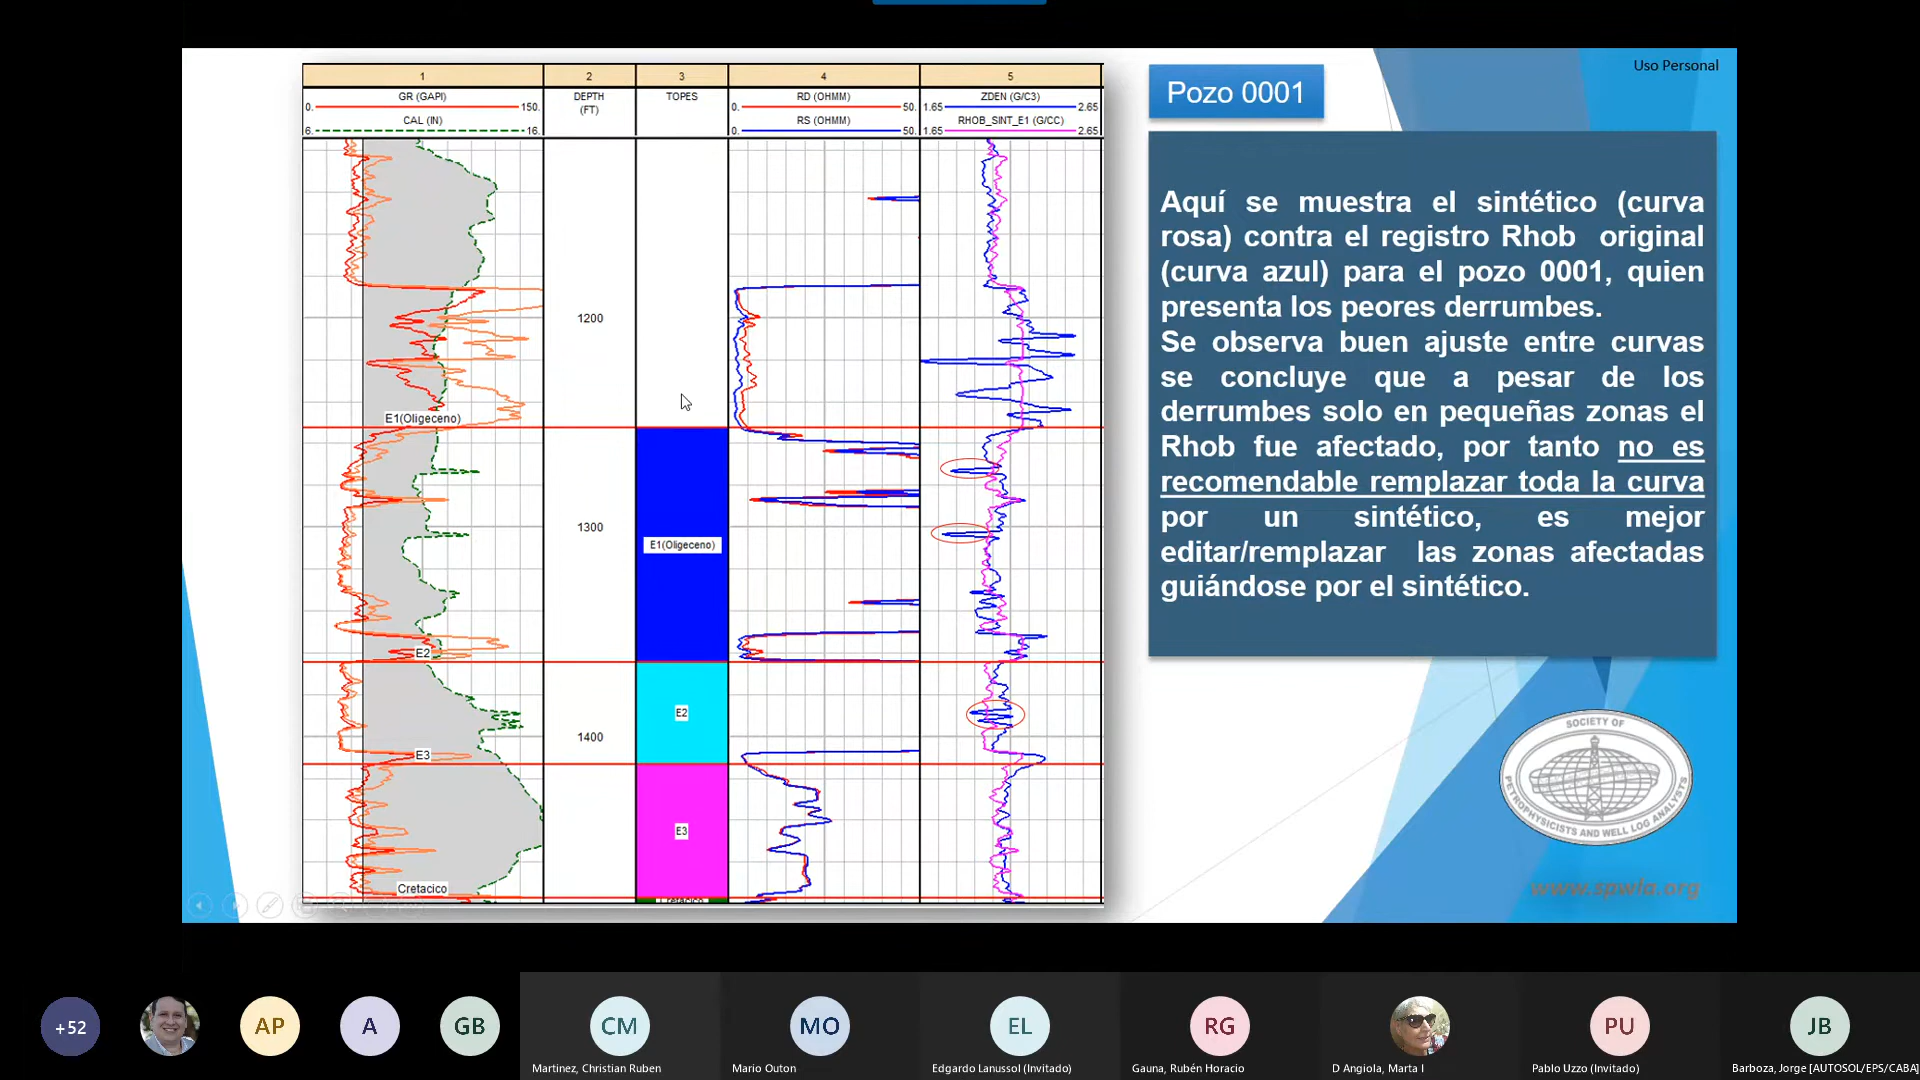 Uso Personal
1
2
3
4
5
GR (GAPI)
0. 150.
CAL (IN)
6. 16.
DEPTH
(FT)
TOPES
RD (OHMM)
0. 50.
RS (OHMM)
0. 50.
ZDEN (G/C3)
1.65 2.65
RHOB_SINT_E1 (G/CC)
1.65 2.65
1200
1300
1400
E1(Oligeceno)
E2
E3
Cretacico
E1(Oligeceno)
E2
E3
Pozo 0001
Aquí se muestra el sintético (curva
rosa) contra el registro Rhob original
(curva azul) para el pozo 0001, quien
presenta los peores derrumbes.
Se observa buen ajuste entre curvas
se concluye que a pesar de los
derrumbes solo en pequeñas zonas el
Rhob fue afectado, por tanto no es
recomendable remplazar toda la curva
por un sintético, es mejor
editar/remplazar las zonas afectadas
guiándose por el sintético.
SOCIETY OF
PETROPHYSICISTS AND WELL LOG ANALYSTS
www.spwla.org
+52
AP
A
GB
CM
MO
EL
RG
PU
JB
Martinez, Christian Ruben
Mario Outon
Edgardo Lanussol (Invitado)
Gauna, Rubén Horacio
D Angiola, Marta I
Pablo Uzzo (Invitado)
Barboza, Jorge [AUTOSOL/EPS/CABA]